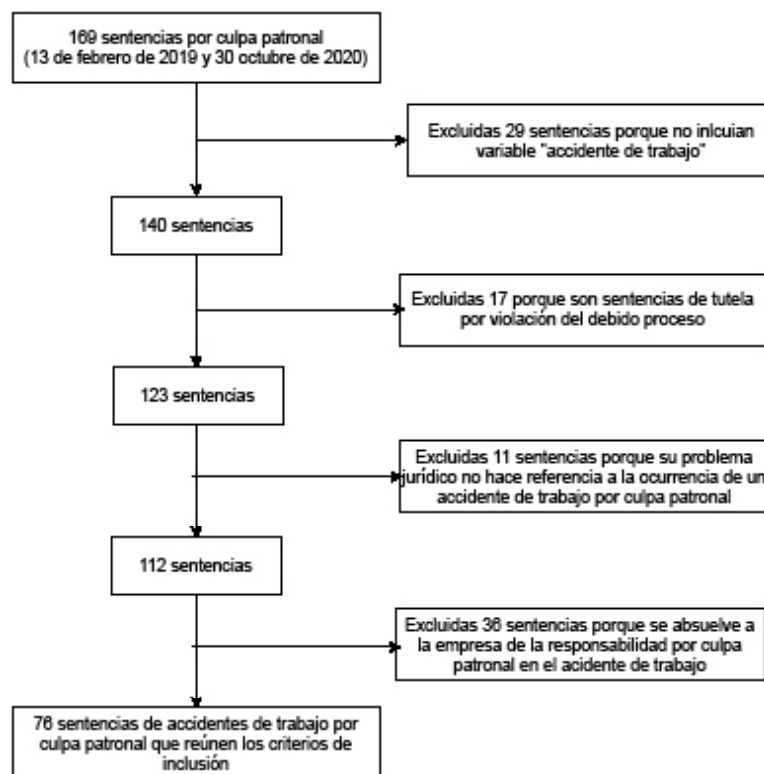 169 sentencias por culpa patronal
(13 de febrero de 2019 y 30 octubre de 2020)
Excluidas 29 sentencias porque no inlcuian
variable "accidente de trabajo"
140 sentencias
Excluidas 17 porque son sentencias de tutela
por violación del debido proceso
123 sentencias
Excluidas 11 sentencias porque su problema
jurídico no hace referencia a la ocurrencia de un
accidente de trabajo por culpa patronal
112 sentencias
Excluidas 36 sentencias porque se absuelve a
la empresa de la responsabilidad por culpa
patronal en el acidente de trabajo
76 sentencias de accidentes de trabajo por
culpa patronal que reúnen los criterios de
inclusión